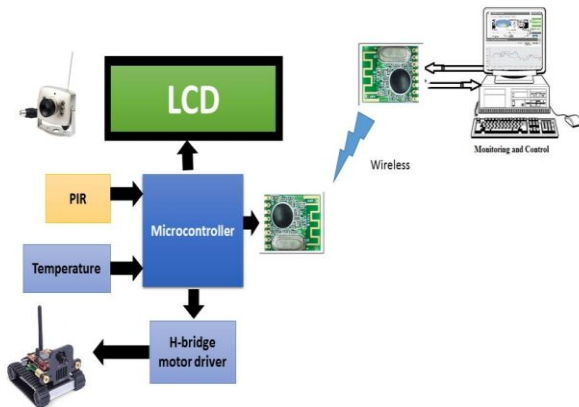 LCD
Wireless
Monitoring and Control
PIR
Microcontroller
Temperature
H-bridge
motor driver